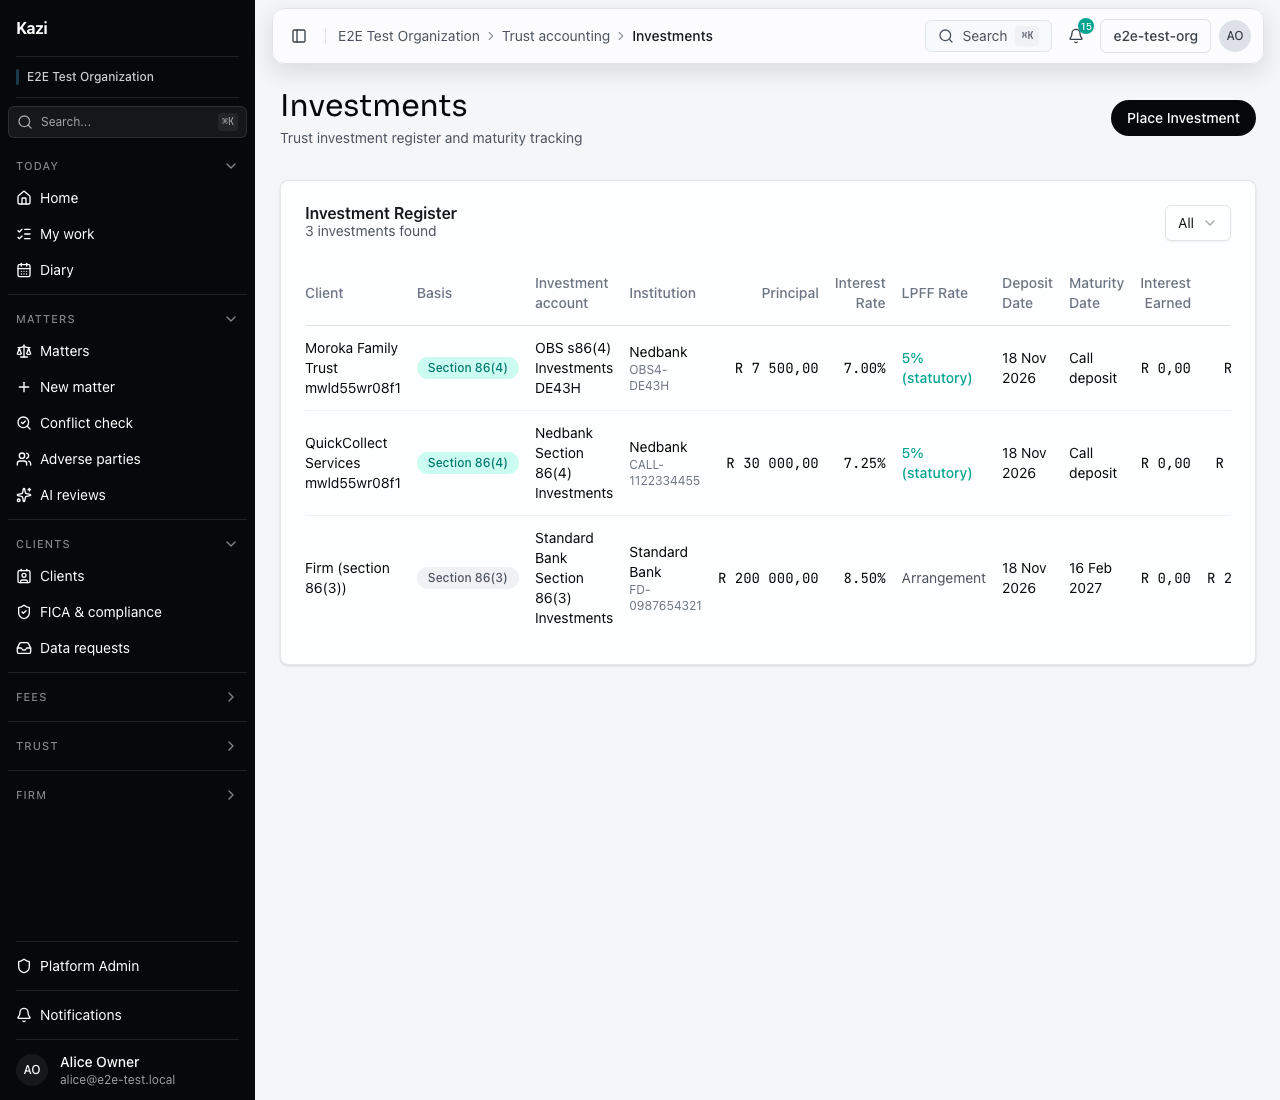 Kazi
E2E Test Organization
Search...
⌘K
TODAY
Home
My work
Diary
MATTERS
Matters
New matter
Conflict check
Adverse parties
AI reviews
CLIENTS
Clients
FICA & compliance
Data requests
FEES
TRUST
FIRM
Platform Admin
Notifications
AO
Alice Owner
alice@e2e-test.local
E2E Test Organization
Trust accounting
Investments
Search
⌘K
15
e2e-test-org
AO
Investments
Trust investment register and maturity tracking
Place Investment
Investment Register
3 investments found
All
Client
Basis
Investment
account
Institution
Principal
Interest
Rate
LPFF Rate
Deposit
Date
Maturity
Date
Interest
Earned
Moroka Family
Trust
mwld55wr08f1
Section 86(4)
OBS s86(4)
Investments
DE43H
Nedbank
OBS4-
DE43H
R 7 500,00
7.00%
5%
(statutory)
18 Nov
2026
Call
deposit
R 0,00
R
QuickCollect
Services
mwld55wr08f1
Section 86(4)
Nedbank
Section
86(4)
Investments
Nedbank
CALL-
1122334455
R 30 000,00
7.25%
5%
(statutory)
18 Nov
2026
Call
deposit
R 0,00
R
Firm (section
86(3))
Section 86(3)
Standard
Bank
Section
86(3)
Investments
Standard
Bank
FD-
0987654321
R 200 000,00
8.50%
Arrangement
18 Nov
2026
16 Feb
2027
R 0,00
R 2